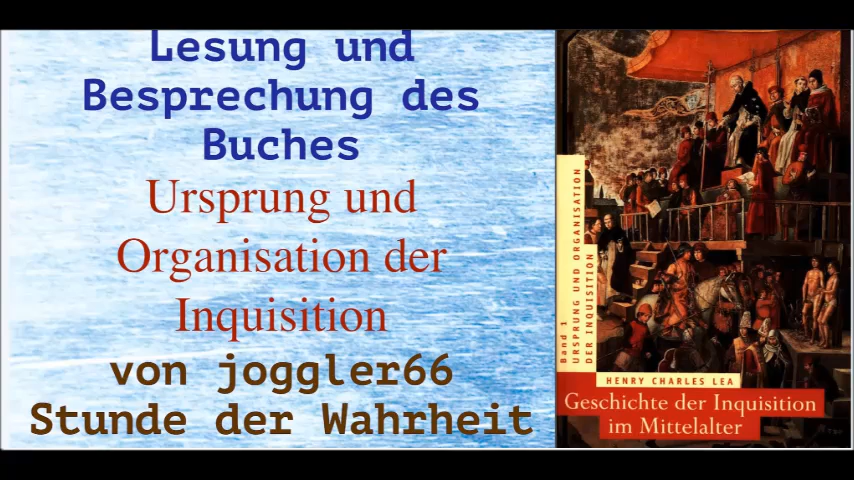 Lesung und
Besprechung des
Buches
Ursprung und
Organisation der
Inquisition
von joggler66
Stunde der Wahrheit
Band 1
URSPRUNG UND ORGANISATION
DER INQUISITION
HENRY CHARLES LEA
Geschichte der Inquisition
im Mittelalter